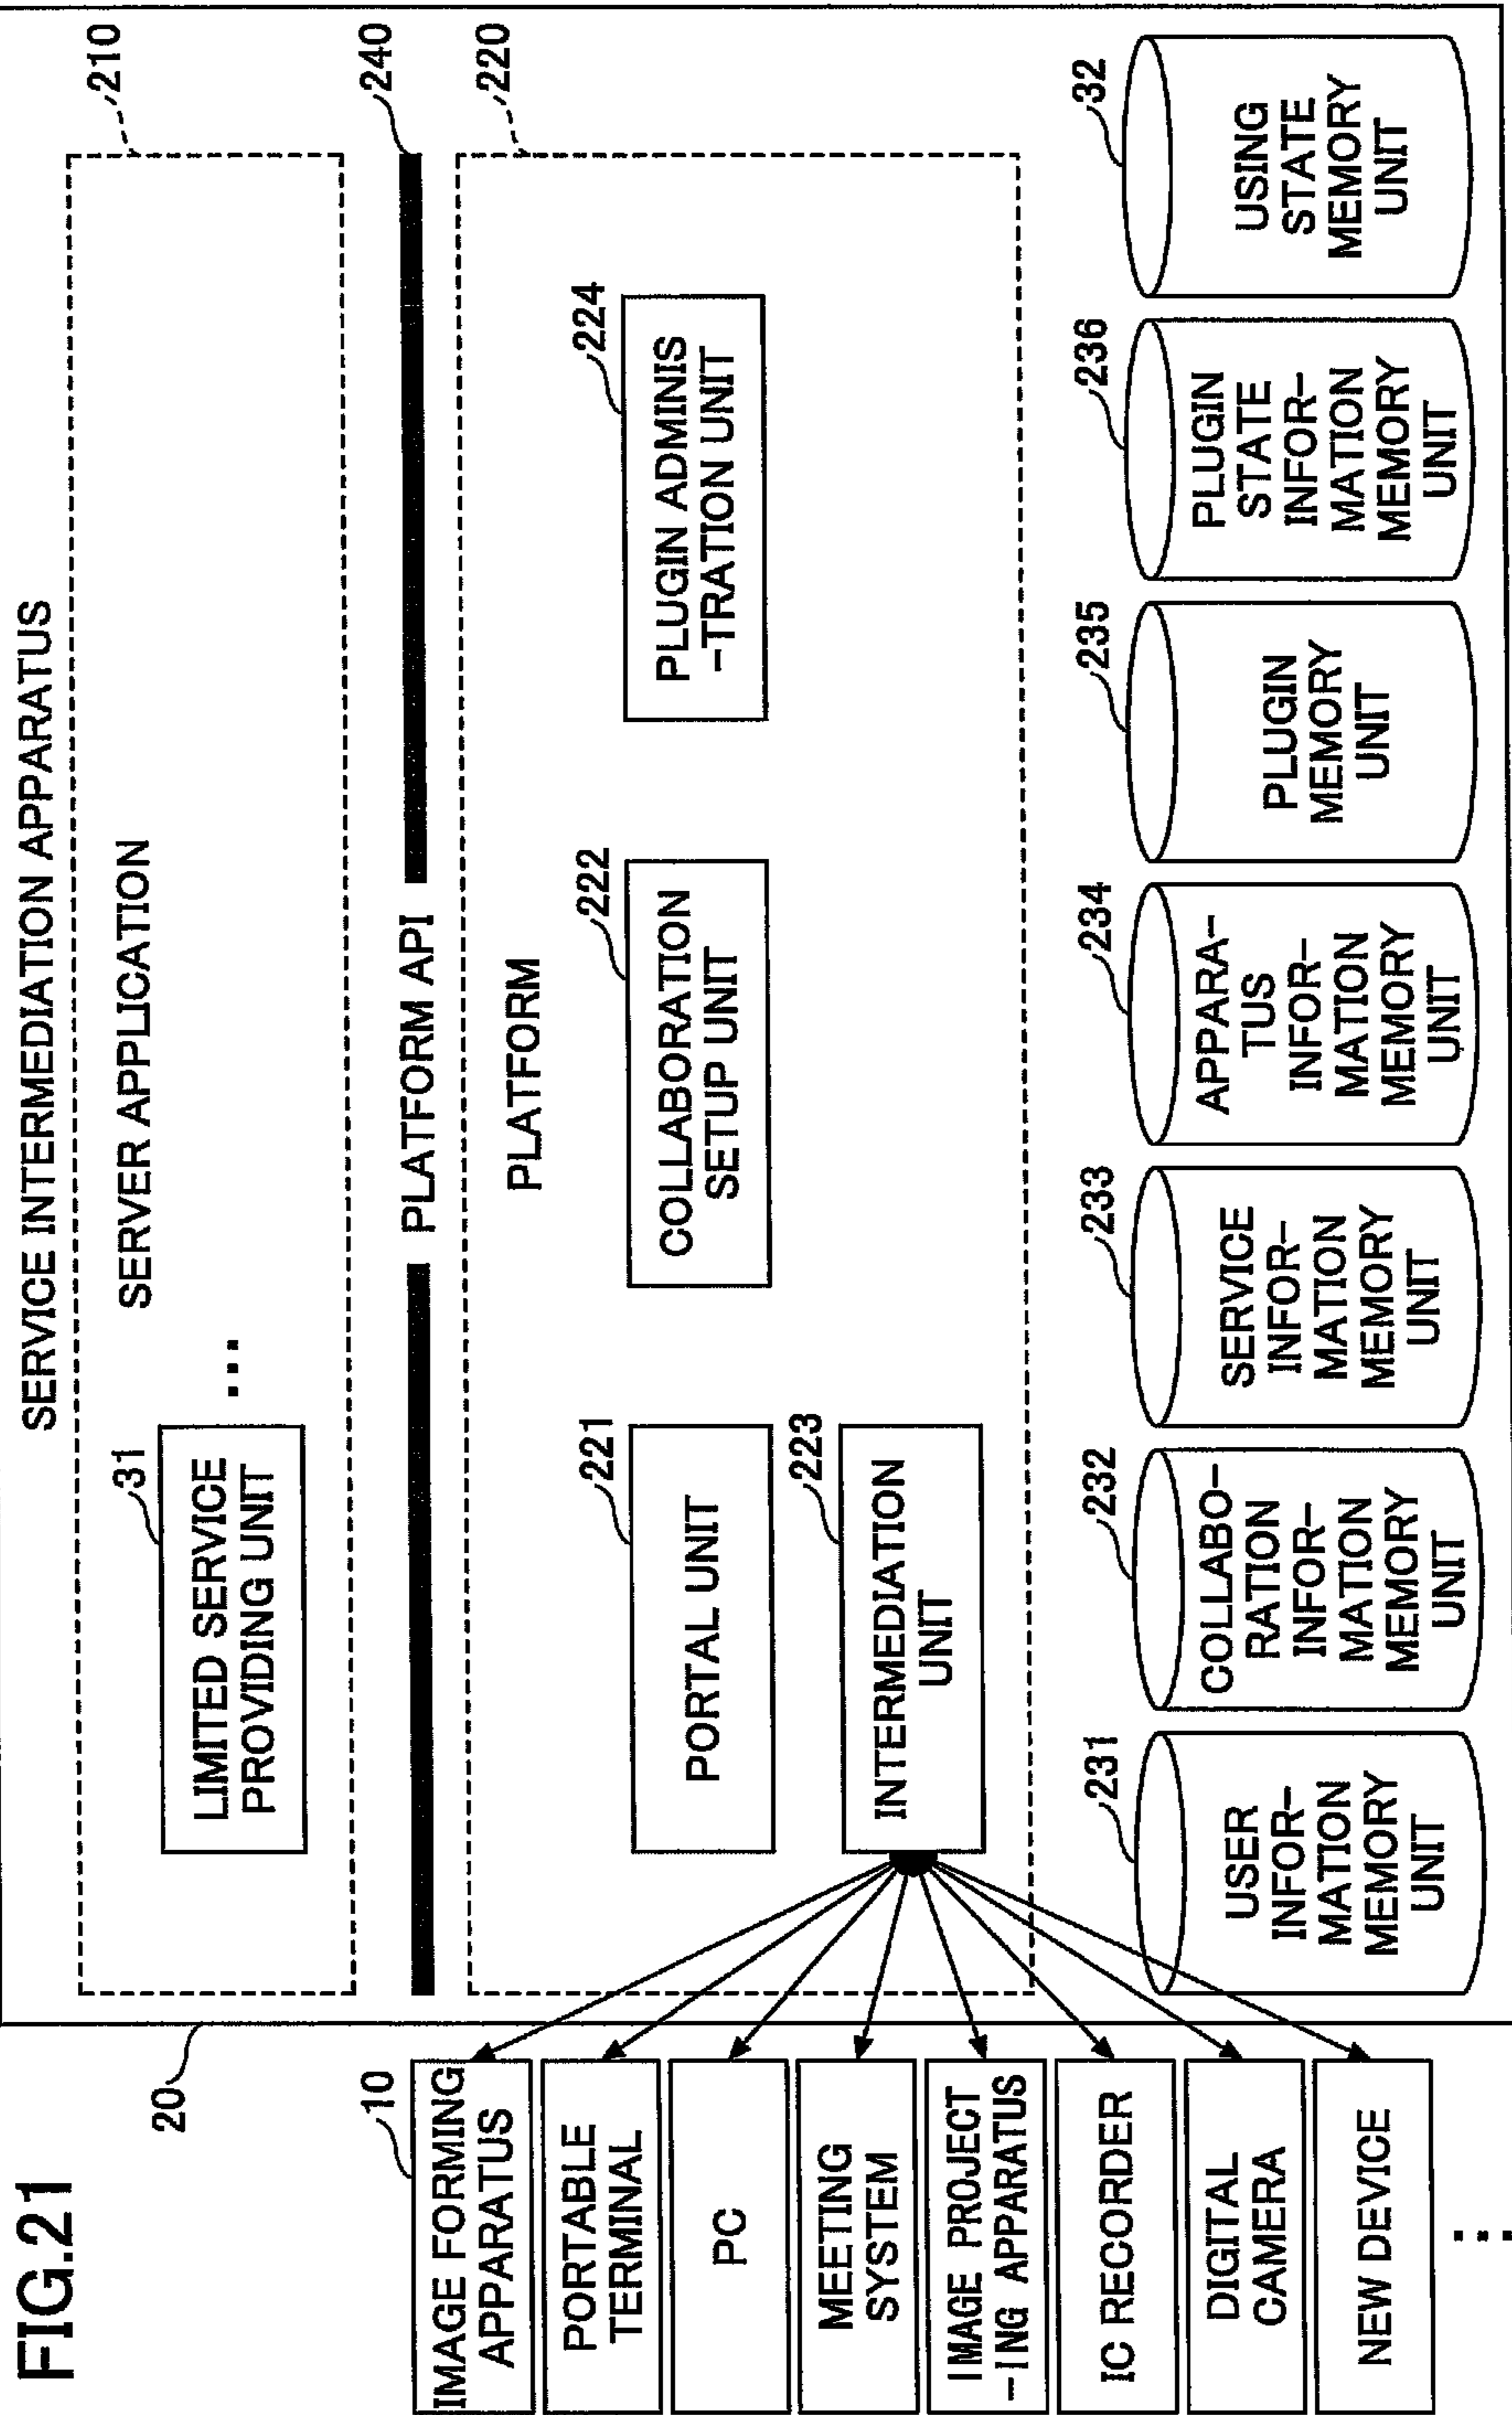 FIG.21
SERVICE INTERMEDIATION APPARATUS
20
210
SERVER APPLICATION
31
LIMITED SERVICE
PROVIDING UNIT
...
240
PLATFORM API
220
PLATFORM
221
PORTAL UNIT
222
COLLABORATION
SETUP UNIT
224
PLUGIN ADMINIS
-TRATION UNIT
223
INTERMEDIATION
UNIT
10
IMAGE FORMING
APPARATUS
PORTABLE
TERMINAL
PC
MEETING
SYSTEM
IMAGE PROJECT
-ING APPARATUS
IC RECORDER
DIGITAL
CAMERA
NEW DEVICE
...
231
USER
INFOR-
MATION
MEMORY
UNIT
232
COLLABO-
RATION
INFOR-
MATION
MEMORY
UNIT
233
SERVICE
INFOR-
MATION
MEMORY
UNIT
234
APPARA-
TUS
INFOR-
MATION
MEMORY
UNIT
235
PLUGIN
MEMORY
UNIT
236
PLUGIN
STATE
INFOR-
MATION
MEMORY
UNIT
32
USING
STATE
MEMORY
UNIT